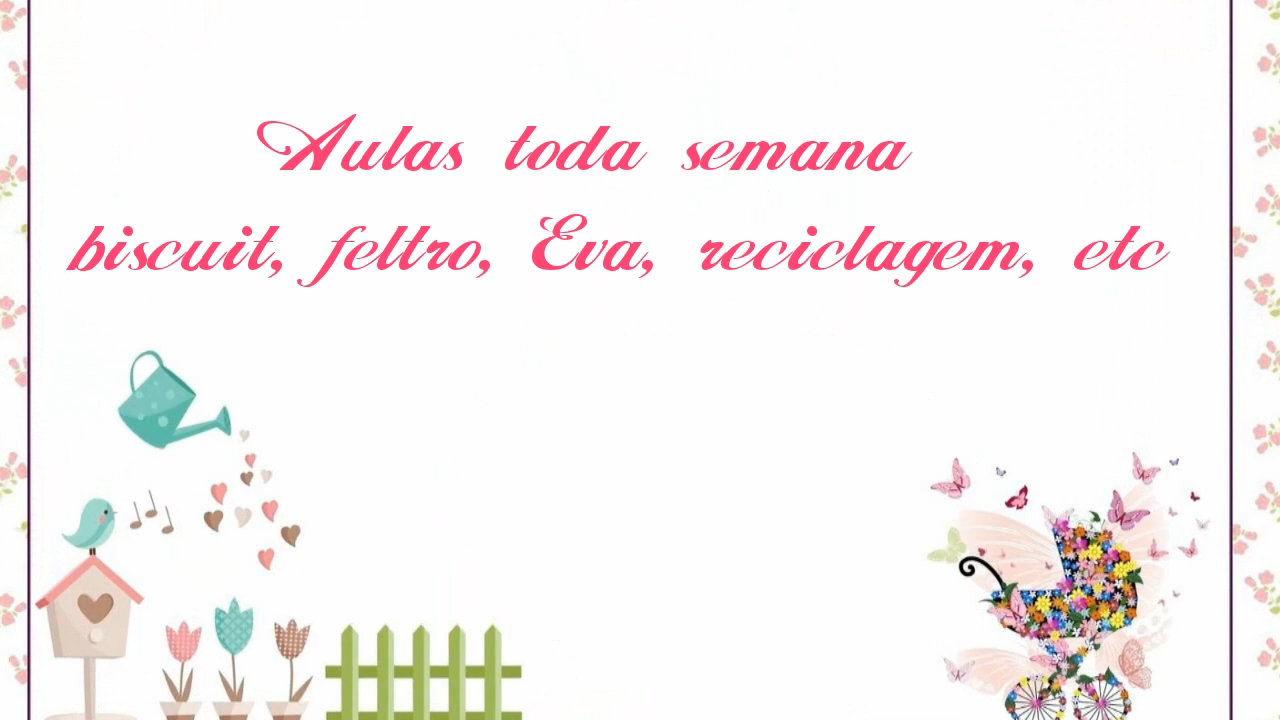 Aulas toda semana
biscuit, feltro, Eva, reciclagem, etc